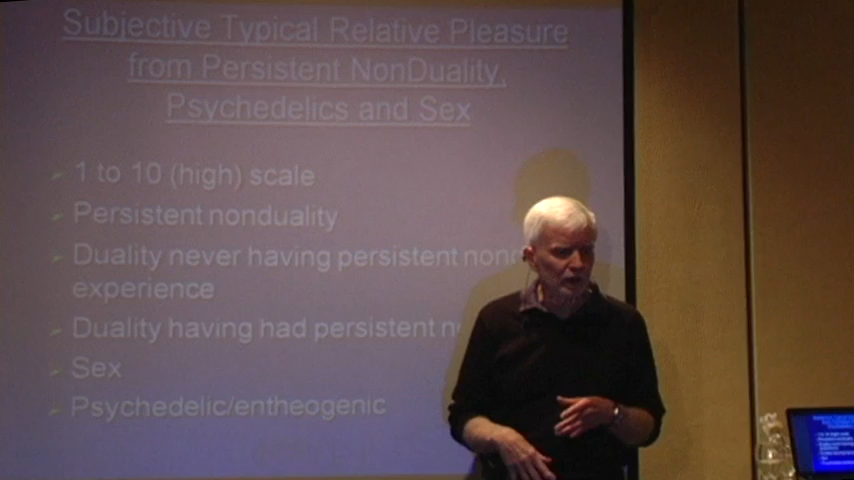 Subjective Typical Relative Pleasure
from Persistent NonDuality,
Psychedelics and Sex
1 to 10 (high) scale
Persistent nonduality
Duality never having persistent
experience
Duality having had persistent
Sex
Psychedelic/entheogenic